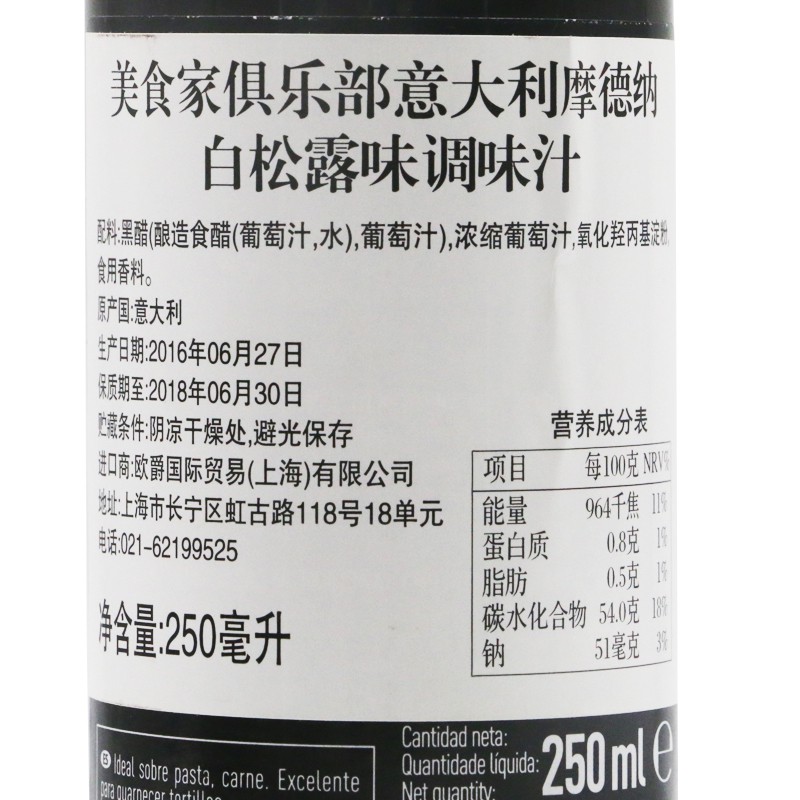 美食家俱乐部意大利摩德纳
白松露味调味汁
配料:黑醋(酿造食醋(葡萄汁,水),葡萄汁),浓缩葡萄汁,氧化羟丙基淀粉,
食用香料。
原产国:意大利
生产日期:2016年06月27日
保质期至:2018年06月30日
贮藏条件:阴凉干燥处,避光保存
进口商:欧爵国际贸易(上海)有限公司
地址:上海市长宁区虹古路118号18单元
电话:021-62199525
净含量:250毫升
营养成分表
项目 每100克 NRV%
能量 964千焦 11%
蛋白质 0.8克 1%
脂肪 0.5克 1%
碳水化合物 54.0克 18%
钠 51毫克 3%
ES Ideal sobre pasta, carne. Excelente
para guarnecer tortillas
Cantidad neta:
Quantidade líquida:
Net quantity:
250 ml e